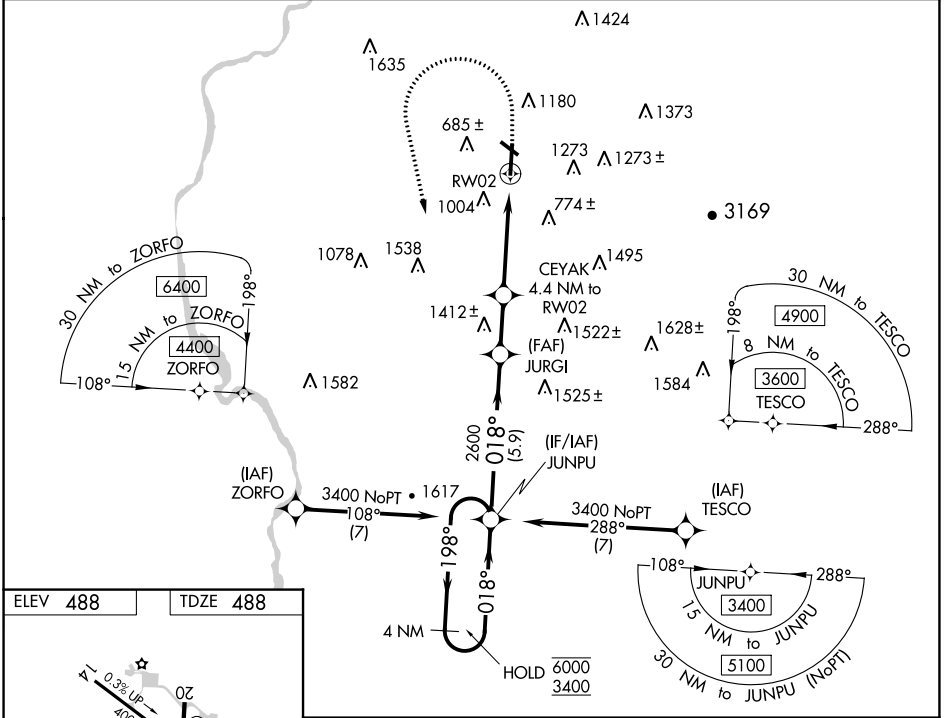 1424
1635
1180
1373
685 ±
1273
1273 ±
RW02
1004
774 ±
3169
30 NM to ZORFO
6400
198°
15 NM to ZORFO
4400
ZORFO
108°
1078
1538
CEYAK
4.4 NM to
RW02
1495
1412 ±
1522 ±
1628 ±
(FAF)
JURGI
1582
1525 ±
1584
30 NM to TESCO
4900
198°
8 NM to TESCO
3600
TESCO
288°
2600
018°
(5.9)
(IF/IAF)
JUNPU
(IAF)
ZORFO
3400 NoPT
108°
(7)
1617
3400 NoPT
288°
(7)
(IAF)
TESCO
198°
018°
4 NM
HOLD
6000
3400
108°
JUNPU
288°
3400
15 NM to JUNPU
5100
30 NM to JUNPU (NoPT)
ELEV 488
TDZE 488
14
0.3% UP
20